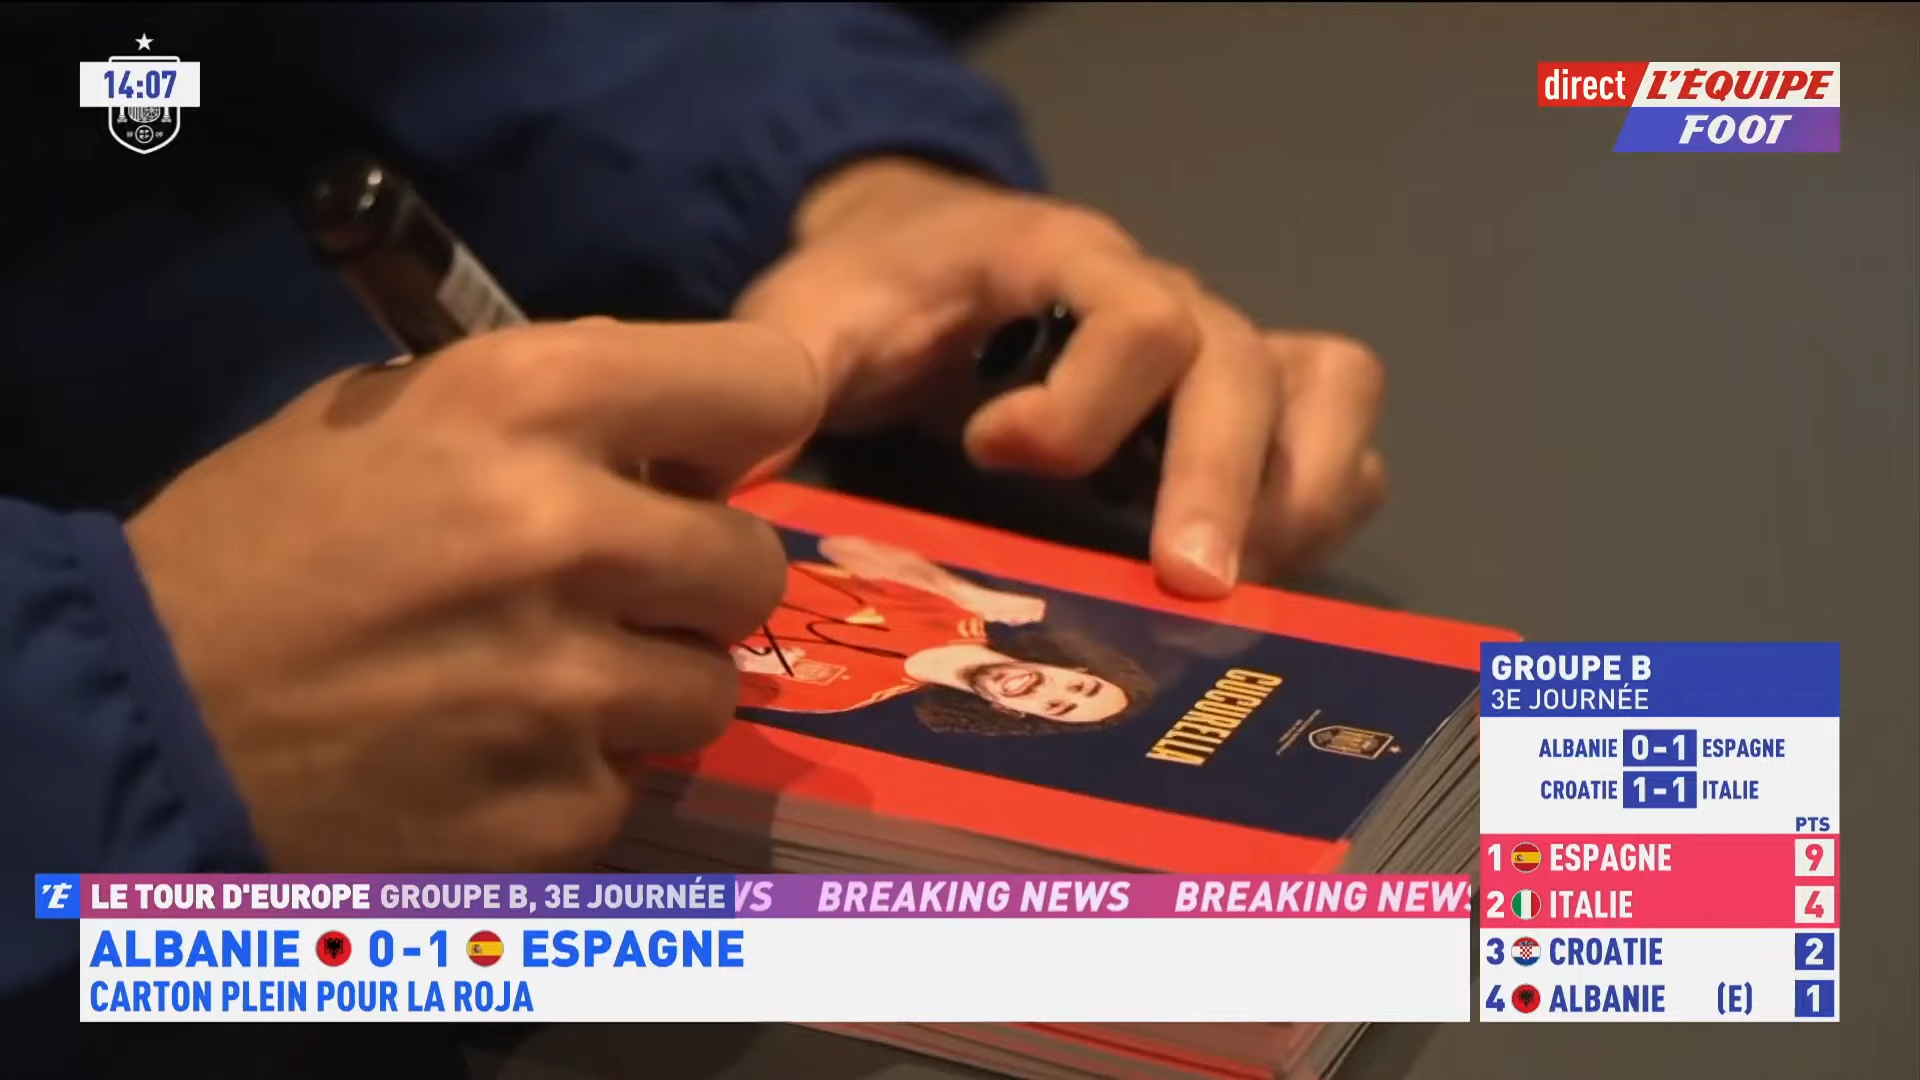 14:07
direct L'ÉQUIPE
FOOT
CUCURELLA
GROUPE B
3E JOURNÉE
ALBANIE 0-1 ESPAGNE
CROATIE 1-1 ITALIE
PTS
1 ESPAGNE 9
2 ITALIE 4
3 CROATIE 2
4 ALBANIE (E) 1
'E LE TOUR D'EUROPE GROUPE B, 3E JOURNÉE WS BREAKING NEWS BREAKING NEWS
ALBANIE 0-1 ESPAGNE
CARTON PLEIN POUR LA ROJA